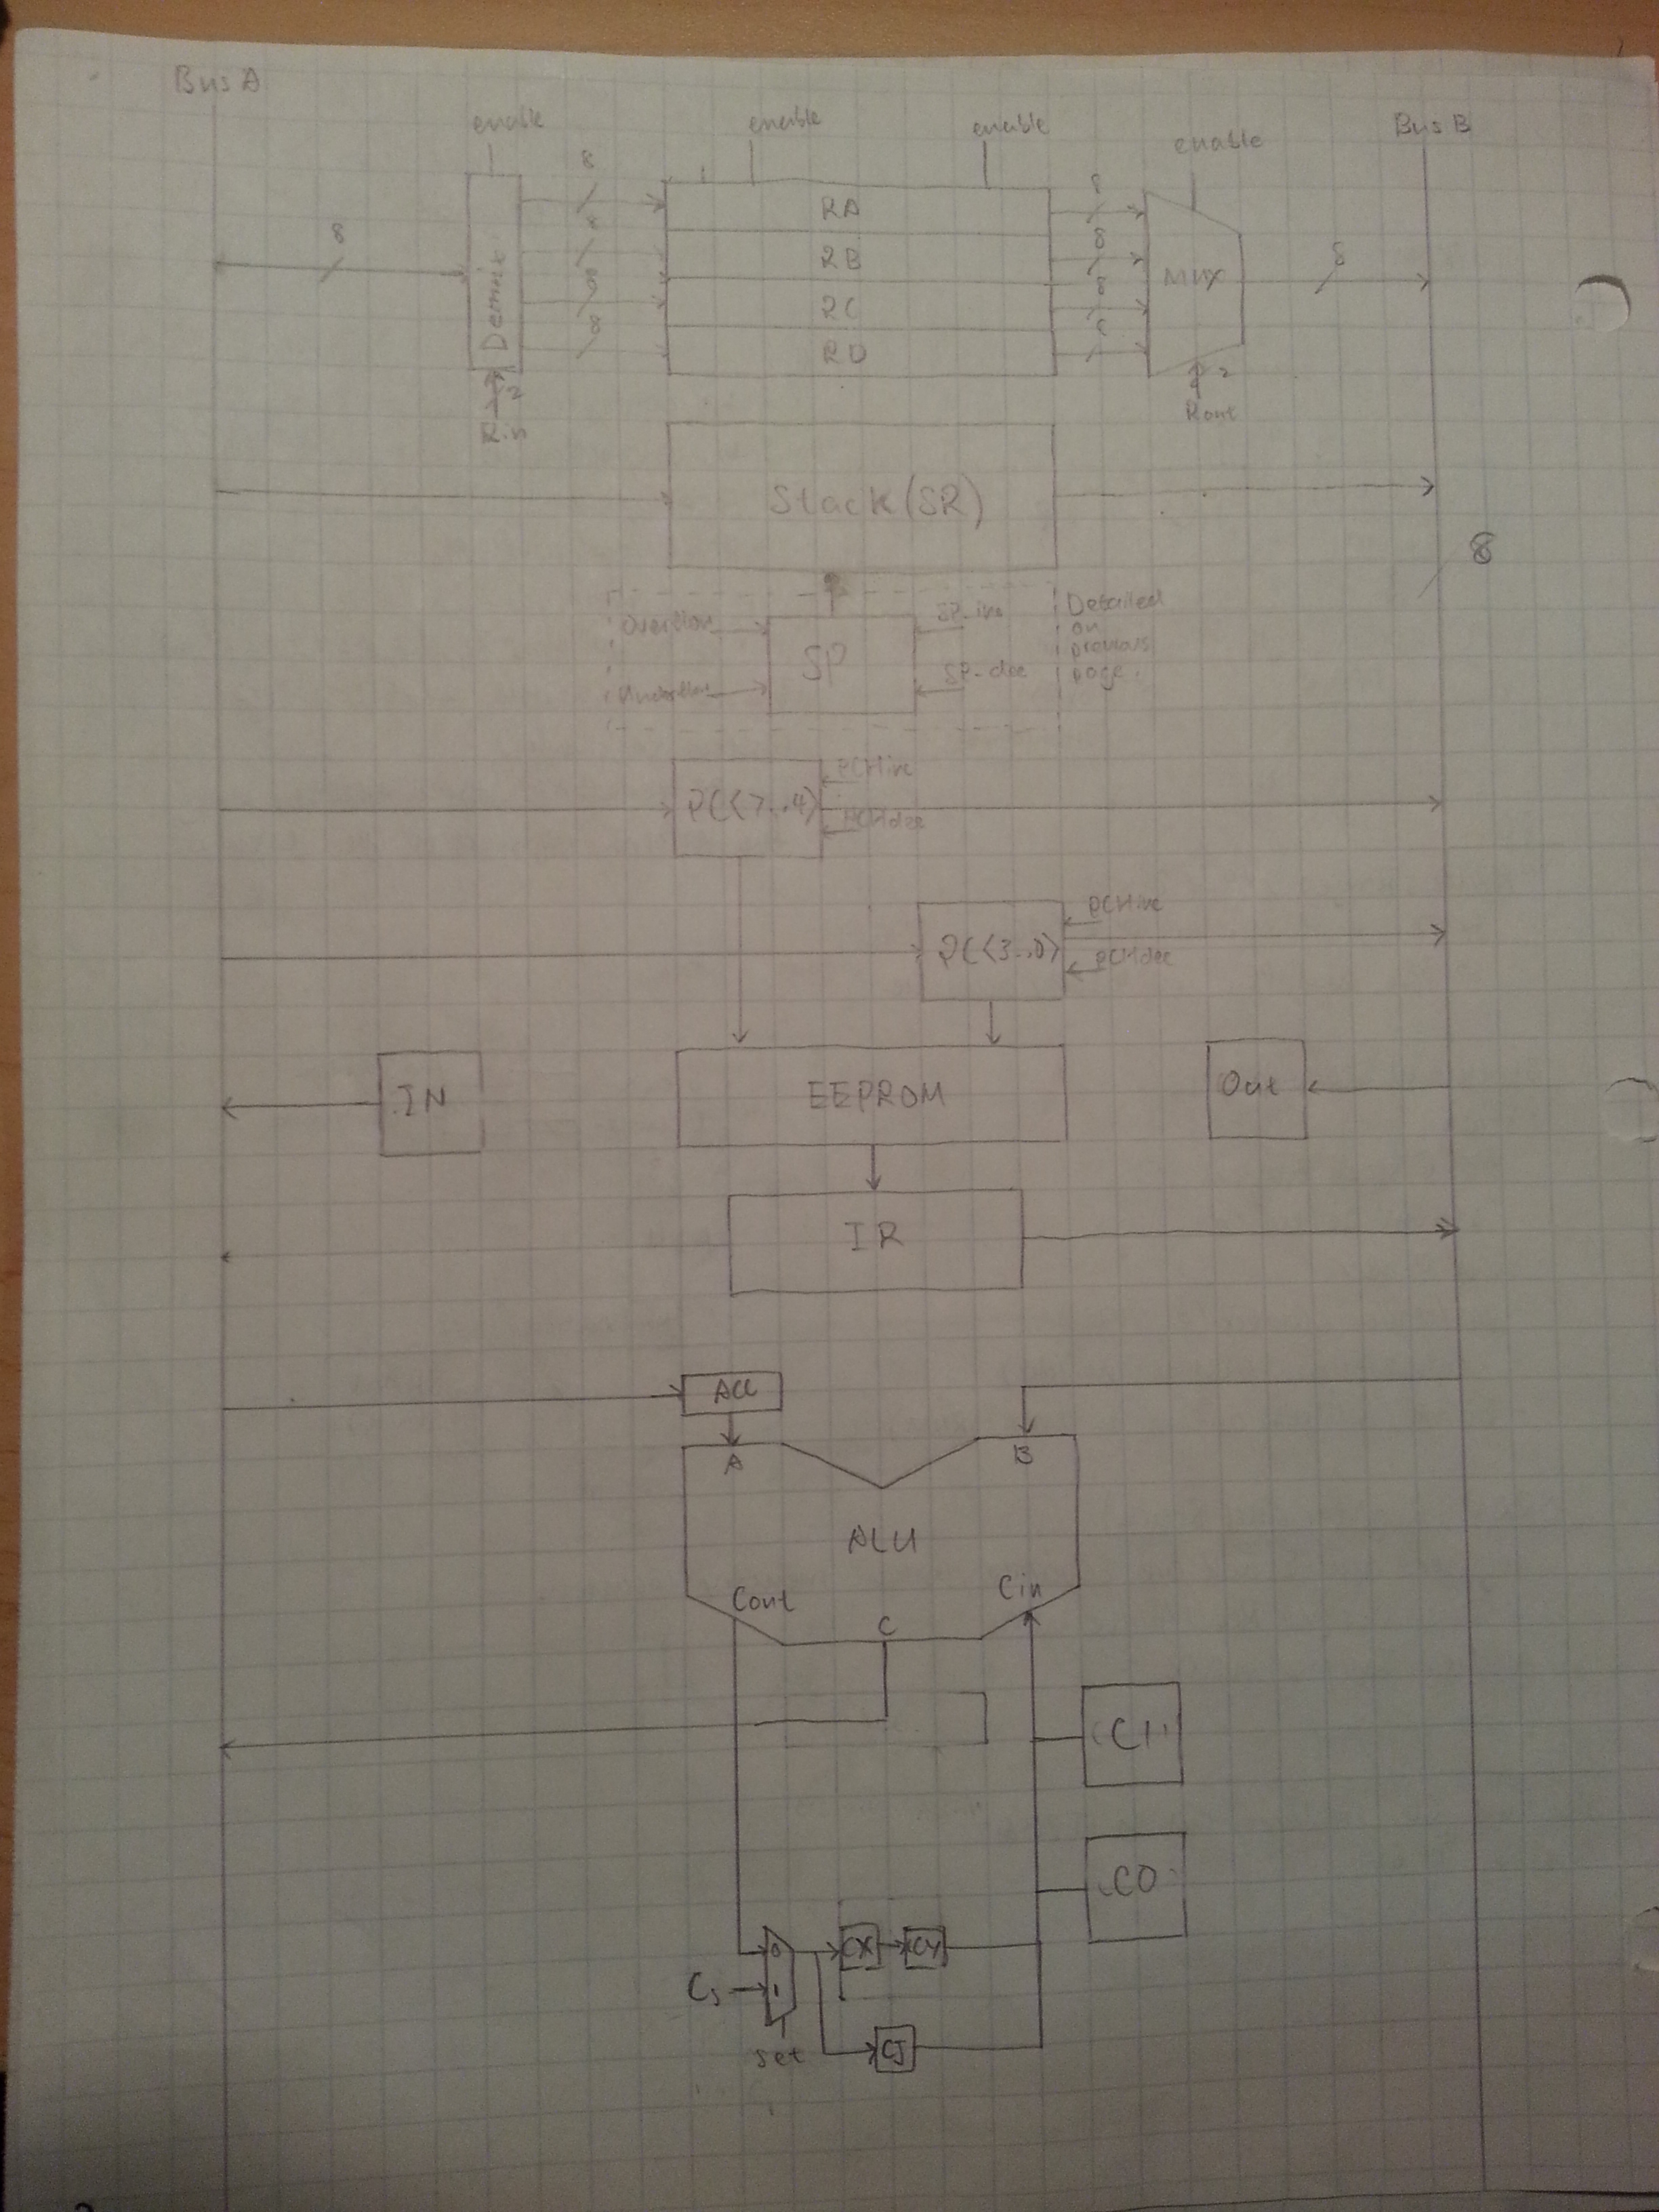 Bus A
enable
enable
enable
enable
Bus B
8
8
8
8
8
8
8
8
8
Demux
RA
RB
RC
RD
MUX
2
Rin
2
Rout
Stack (SR)
8
Overflow
SP-inc
Underflow
SP-dec
SP
Detailed
on
previous
page.
PC<7..4>
PCHinc
PCHdec
PC<3..0>
PCHinc
PCHdec
IN
EEPROM
Out
IR
ACC
A
B
ALU
Cout
Cin
C
C1
C0
0
CX
CY
Cs
1
set
CJ